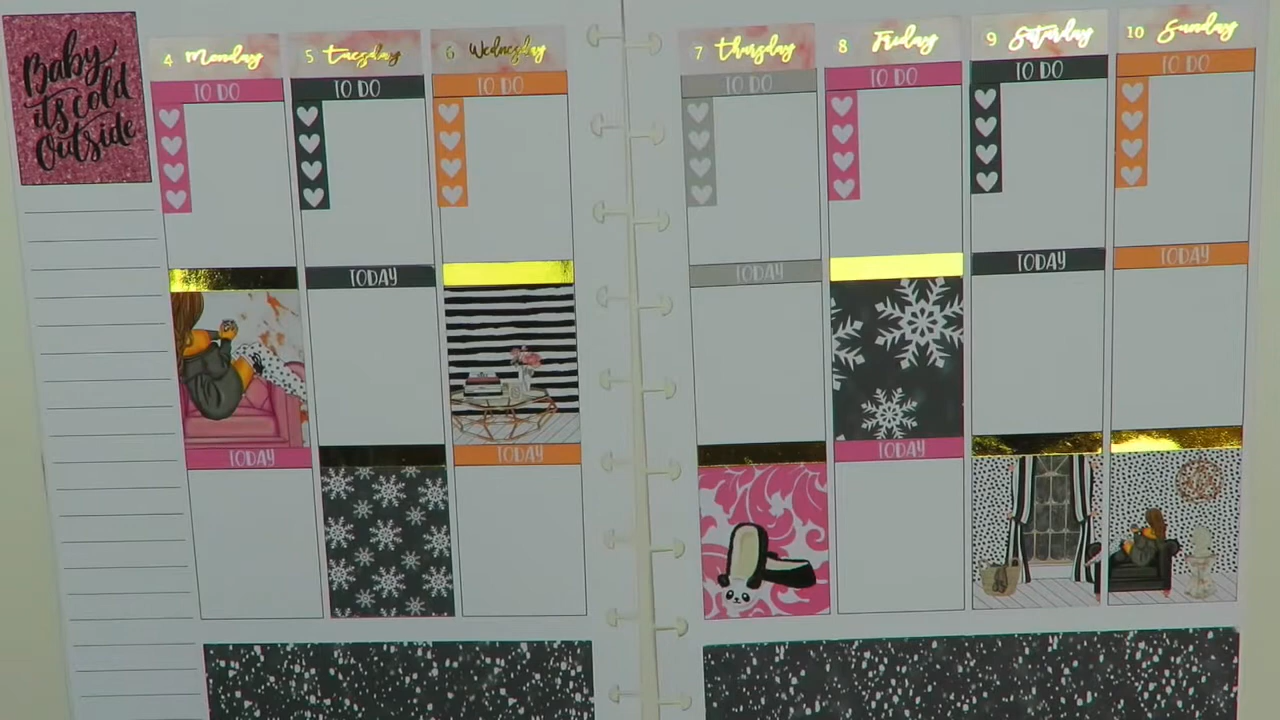 Baby
its cold
Outside
4 Monday
TO DO
TODAY
5 Tuesday
TO DO
TODAY
6 Wednesday
TO DO
TODAY
7 Thursday
TO DO
TODAY
8 Friday
TO DO
TODAY
9 Saturday
TO DO
TODAY
10 Sunday
TO DO
TODAY